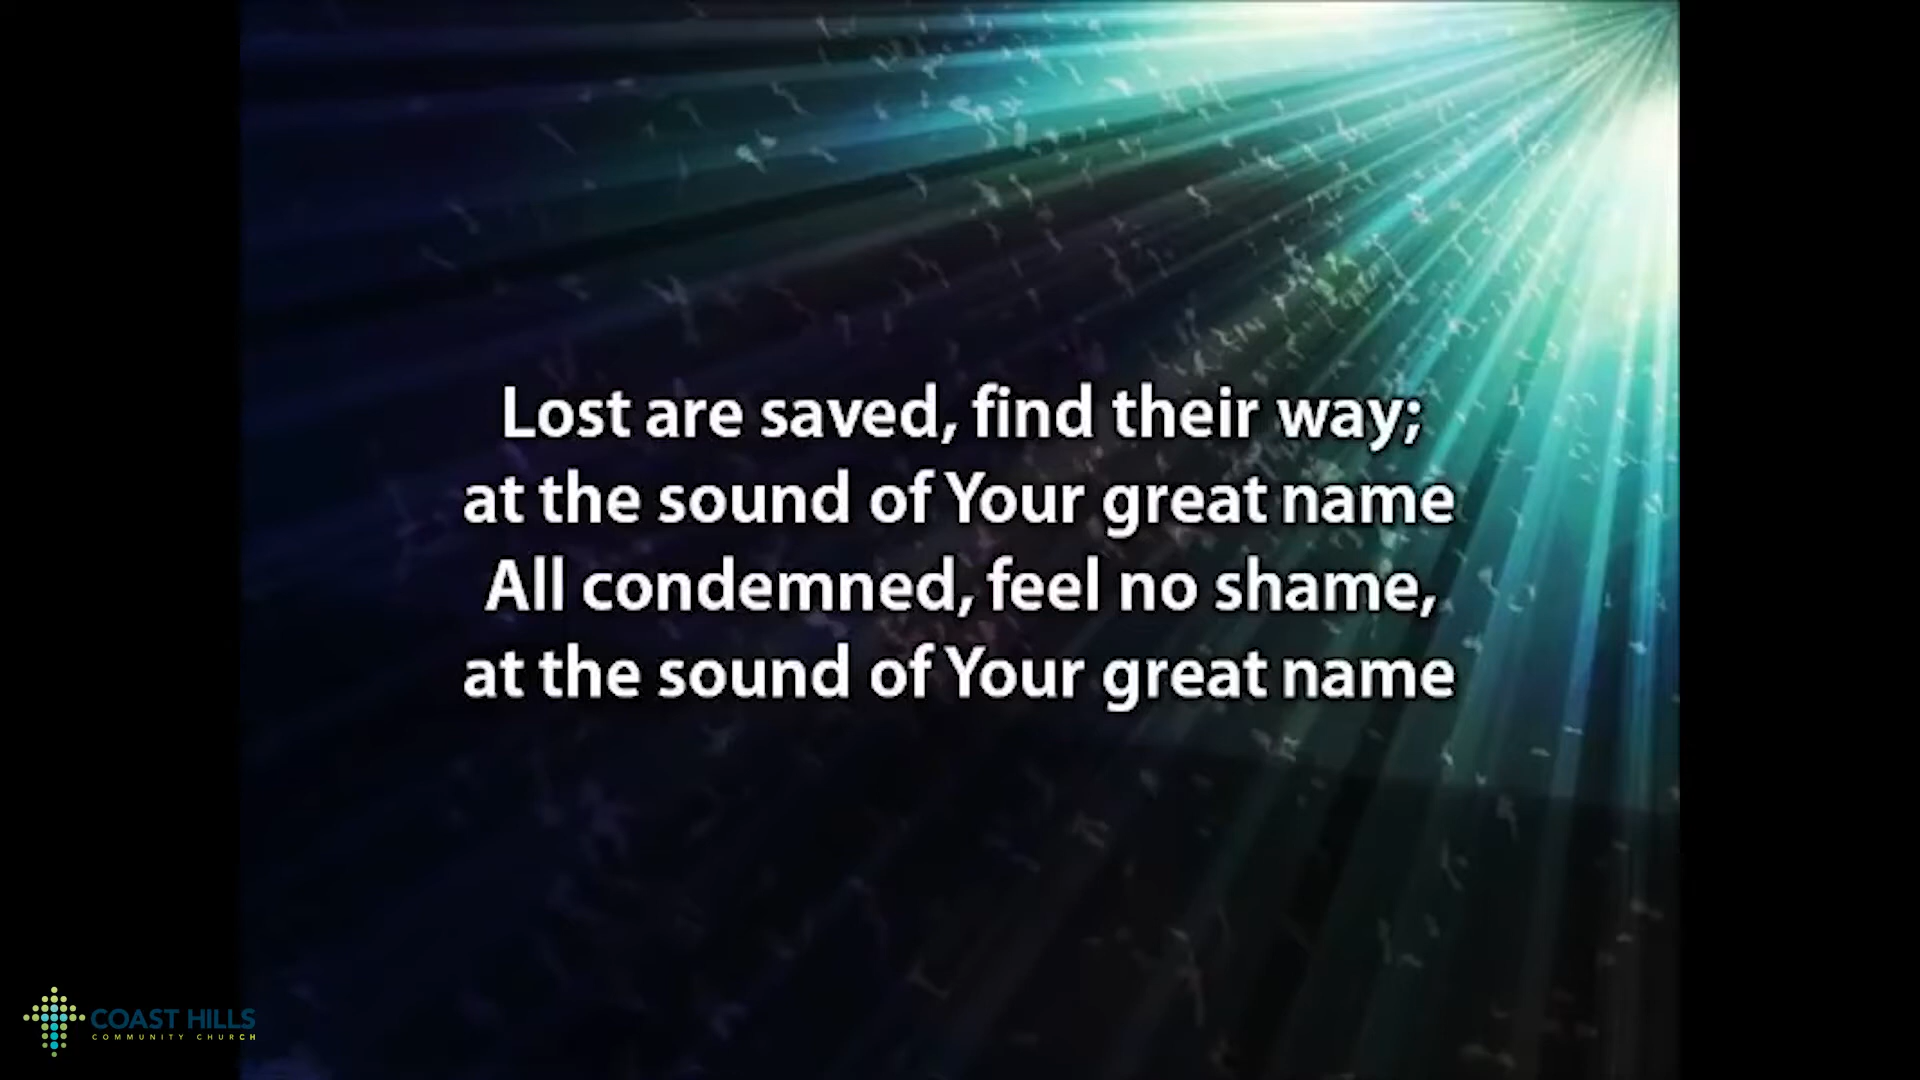 Lost are saved, find their way;
at the sound of Your great name
All condemned, feel no shame,
at the sound of Your great name
COAST HILLS
COMMUNITY CHURCH